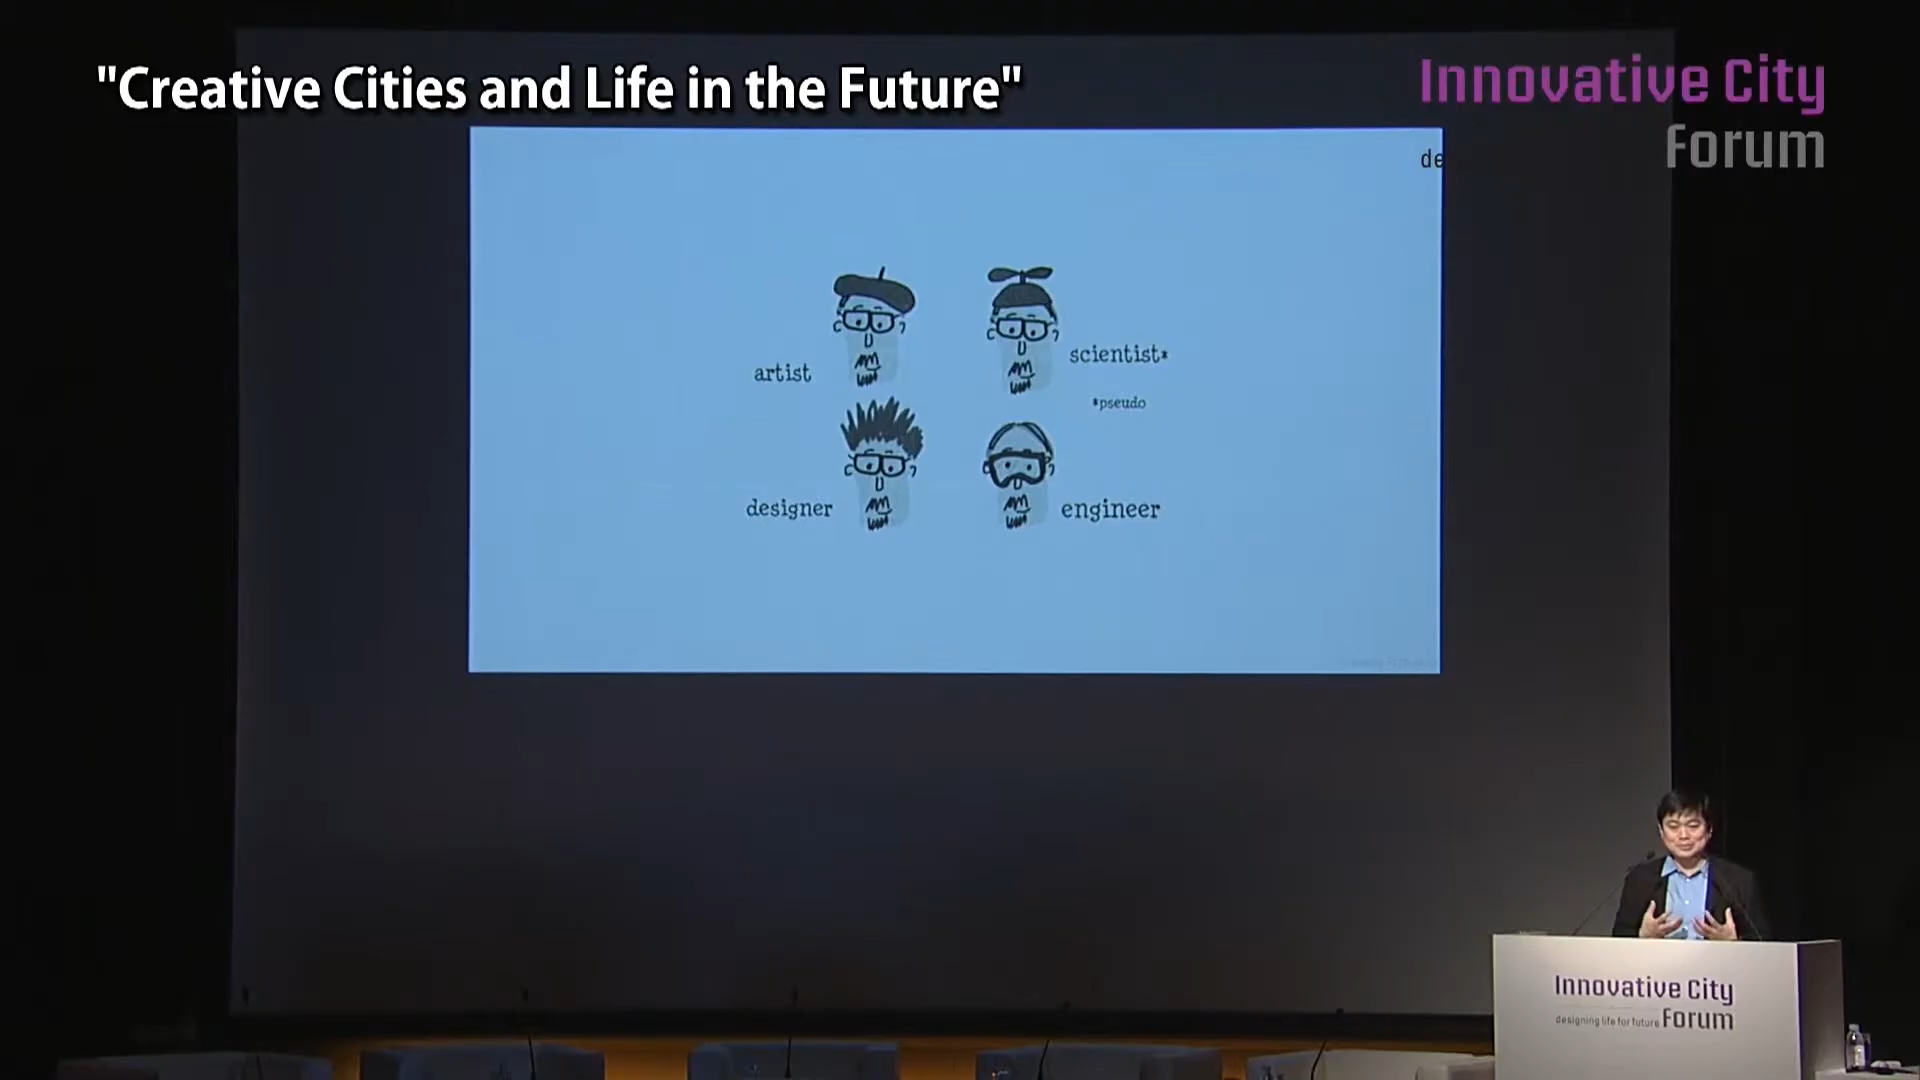 "Creative Cities and Life in the Future"
Innovative City
Forum
de
artist
scientist*
*pseudo
designer
engineer
Innovative City
designing life for future Forum